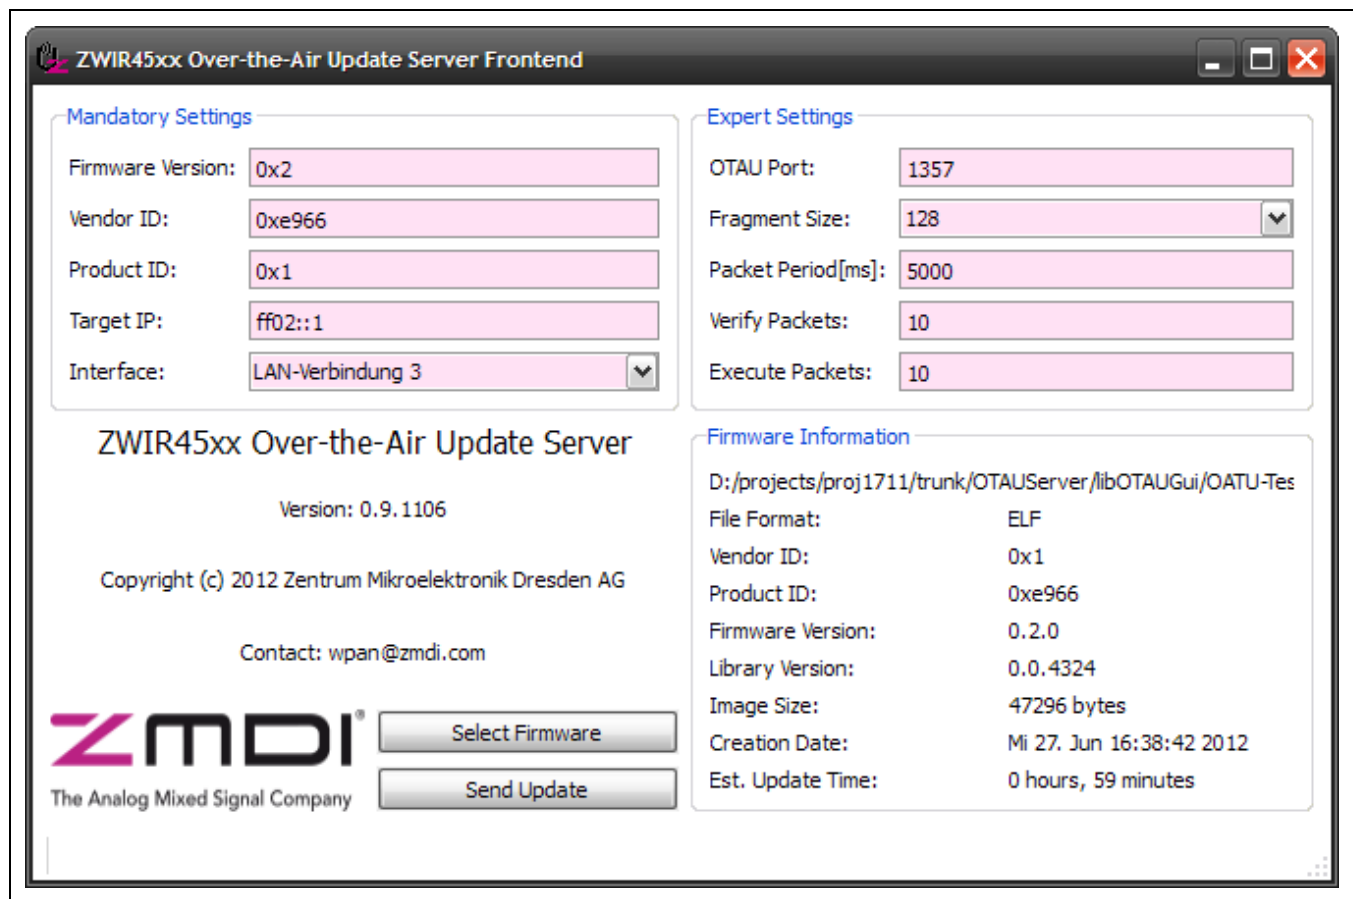 ZWIR45xx Over-the-Air Update Server Frontend
Mandatory Settings
Firmware Version: 0x2
Vendor ID: 0xe966
Product ID: 0x1
Target IP: ff02::1
Interface: LAN-Verbindung 3
Expert Settings
OTAU Port: 1357
Fragment Size: 128
Packet Period[ms]: 5000
Verify Packets: 10
Execute Packets: 10
ZWIR45xx Over-the-Air Update Server
Version: 0.9.1106
Copyright (c) 2012 Zentrum Mikroelektronik Dresden AG
Contact: wpan@zmdi.com
ZMDI®
The Analog Mixed Signal Company
Select Firmware
Send Update
Firmware Information
D:/projects/proj1711/trunk/OTAUServer/libOTAUGui/OATU-Tes
File Format: ELF
Vendor ID: 0x1
Product ID: 0xe966
Firmware Version: 0.2.0
Library Version: 0.0.4324
Image Size: 47296 bytes
Creation Date: Mi 27. Jun 16:38:42 2012
Est. Update Time: 0 hours, 59 minutes